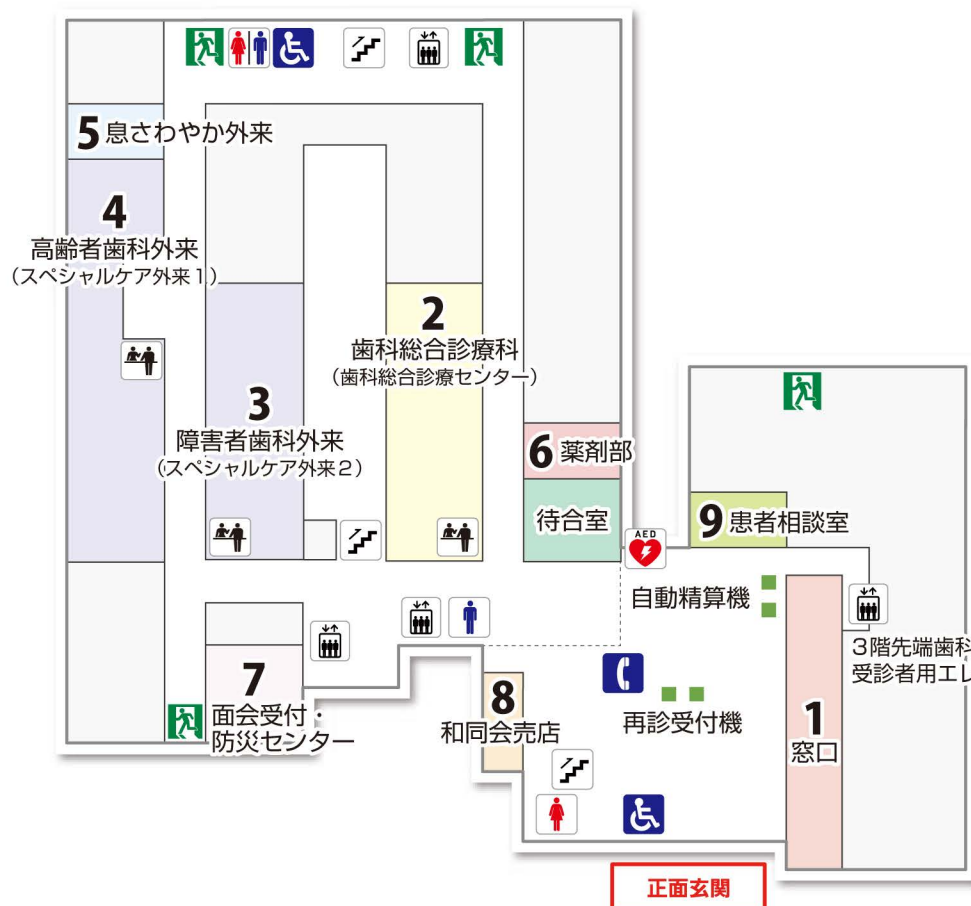 5 息さわやか外来
4
高齢者歯科外来
（スペシャルケア外来1）
2
歯科総合診療科
（歯科総合診療センター）
3
障害者歯科外来
（スペシャルケア外来2）
6 薬剤部
待合室
AED
9 患者相談室
自動精算機
3階先端歯科
受診者用エレ
7
面会受付・
防災センター
8
和同会売店
再診受付機
1
窓口
正面玄関